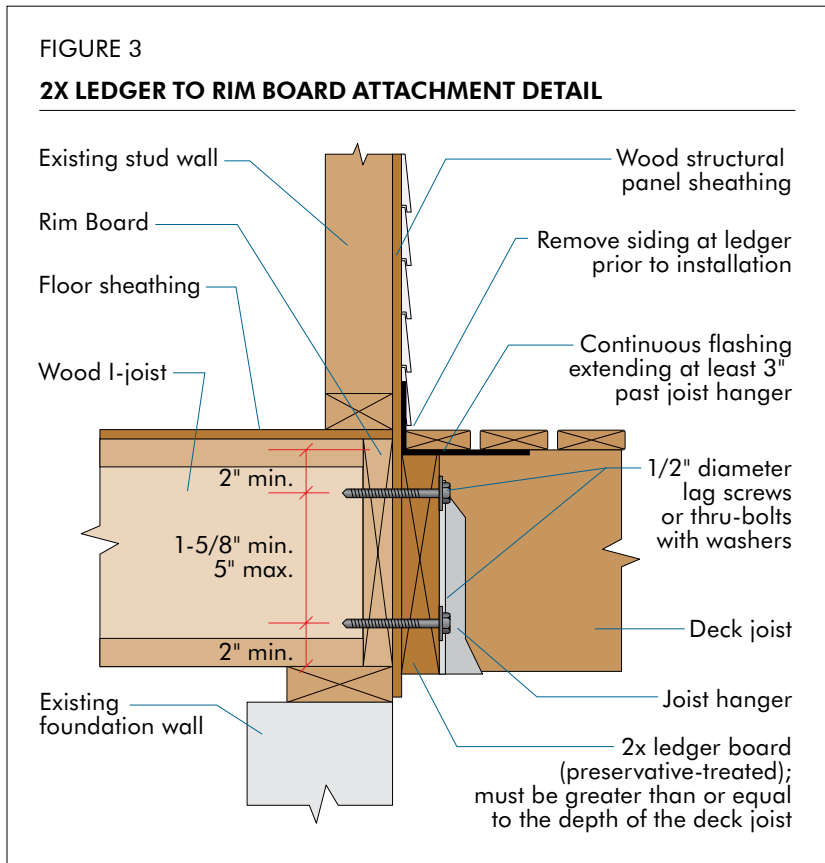 FIGURE 3
2X LEDGER TO RIM BOARD ATTACHMENT DETAIL
Existing stud wall
Rim Board
Floor sheathing
Wood I-joist
2" min.
1-5/8" min.
5" max.
2" min.
Existing
foundation wall
Wood structural
panel sheathing
Remove siding at ledger
prior to installation
Continuous flashing
extending at least 3"
past joist hanger
1/2" diameter
lag screws
or thru-bolts
with washers
Deck joist
Joist hanger
2x ledger board
(preservative-treated);
must be greater than or equal
to the depth of the deck joist